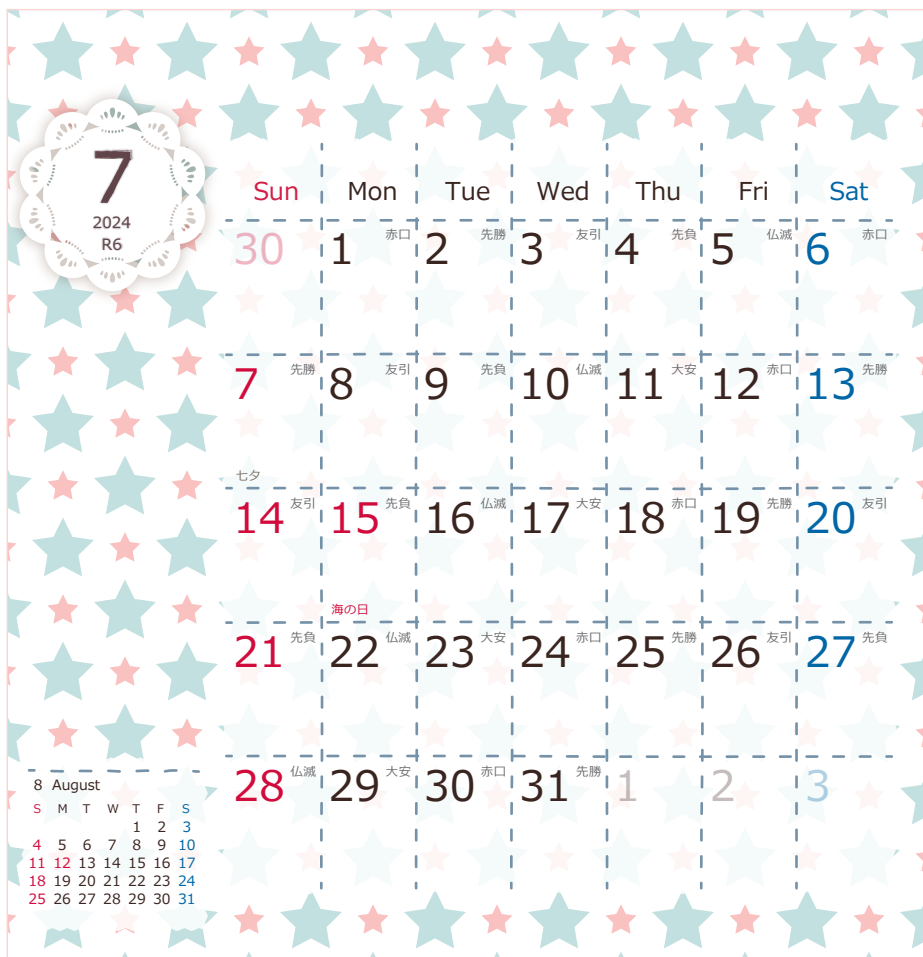 7
2024
R6
Sun Mon Tue Wed Thu Fri Sat
30 1 赤口 2 先勝 3 友引 4 先負 5 仏滅 6 赤口
7 先勝 8 友引 9 先負 10 仏滅 11 大安 12 赤口 13 先勝
七夕
14 友引 15 先負 16 仏滅 17 大安 18 赤口 19 先勝 20 友引
海の日
21 先負 22 仏滅 23 大安 24 赤口 25 先勝 26 友引 27 先負
28 仏滅 29 大安 30 赤口 31 先勝 1 2 3
8 August
S M T W T F S
1 2 3
4 5 6 7 8 9 10
11 12 13 14 15 16 17
18 19 20 21 22 23 24
25 26 27 28 29 30 31